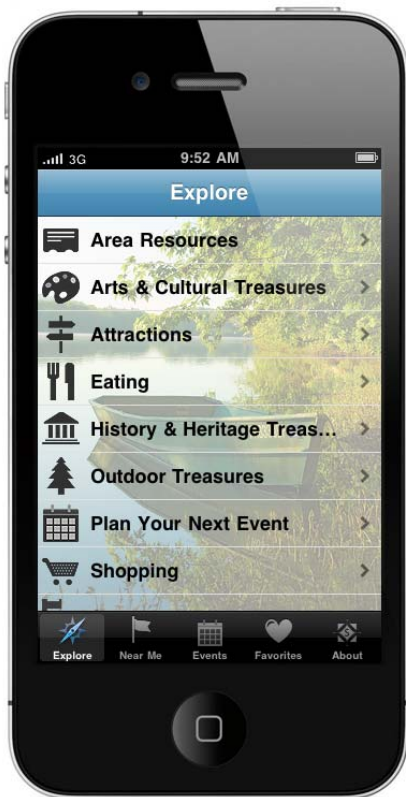 3G
9:52 AM
Explore
Area Resources
Arts & Cultural Treasures
Attractions
Eating
History & Heritage Treas...
Outdoor Treasures
Plan Your Next Event
Shopping
Explore
Near Me
Events
Favorites
About